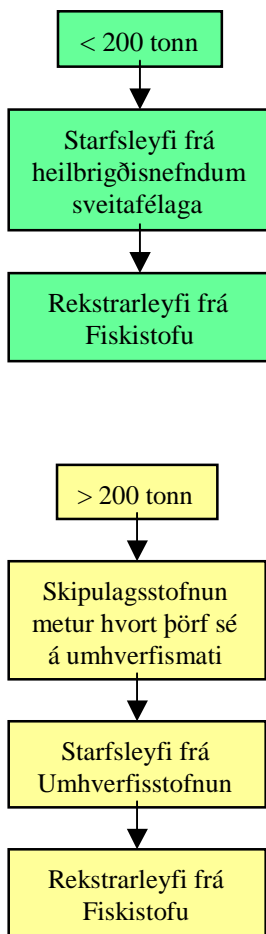 < 200 tonn
Starfsleyfi frá
heilbrigðisnefndum
sveitafélaga
Rekstrarleyfi frá
Fiskistofu
> 200 tonn
Skipulagsstofnun
metur hvort þörf sé
á umhverfismati
Starfsleyfi frá
Umhverfisstofnun
Rekstrarleyfi frá
Fiskistofu